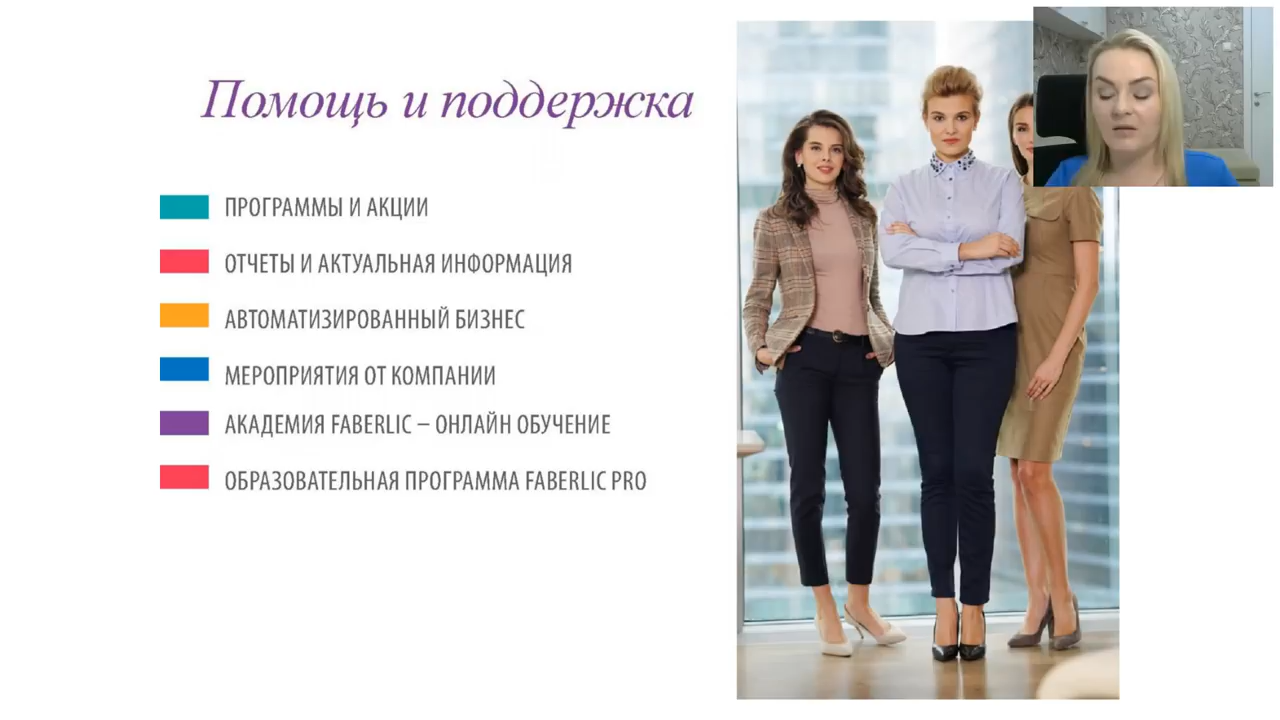 Помощь и поддержка
ПРОГРАММЫ И АКЦИИ
ОТЧЕТЫ И АКТУАЛЬНАЯ ИНФОРМАЦИЯ
АВТОМАТИЗИРОВАННЫЙ БИЗНЕС
МЕРОПРИЯТИЯ ОТ КОМПАНИИ
АКАДЕМИЯ FABERLIC – ОНЛАЙН ОБУЧЕНИЕ
ОБРАЗОВАТЕЛЬНАЯ ПРОГРАММА FABERLIC PRO